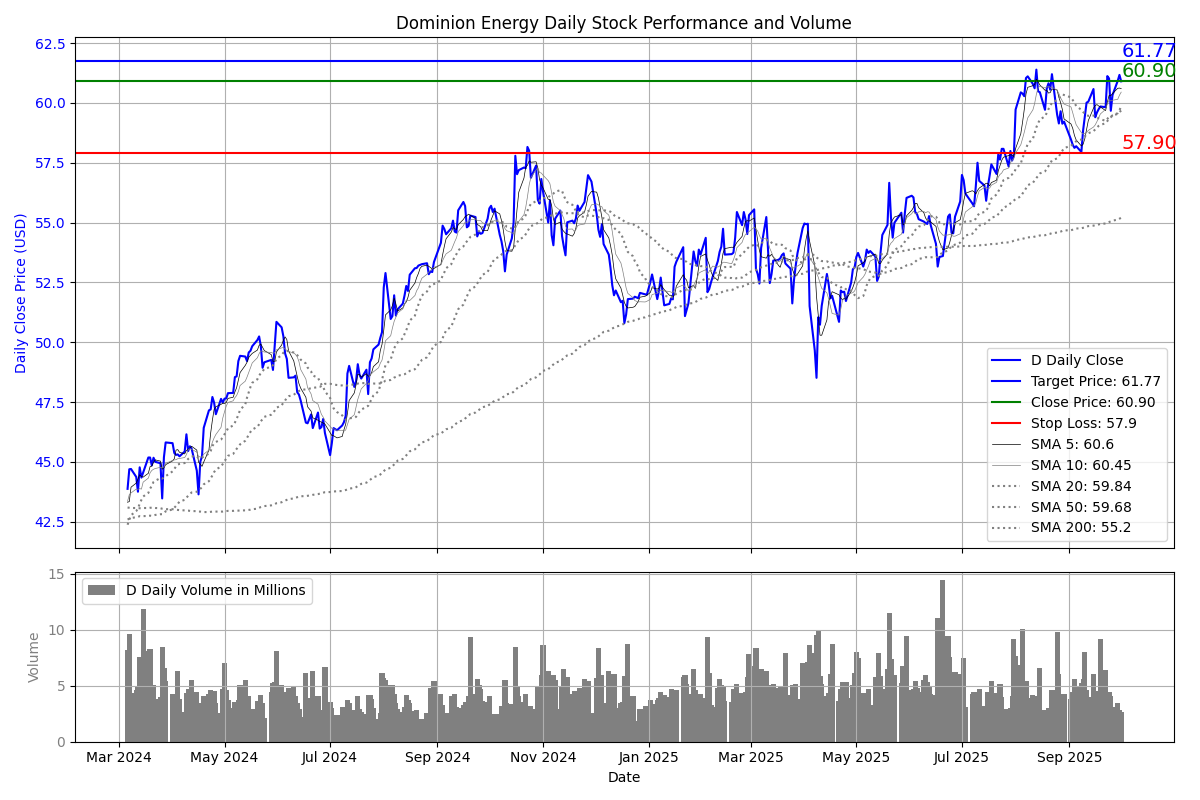 Dominion Energy Daily Stock Performance and Volume
62.5
60.0
57.5
55.0
52.5
50.0
47.5
45.0
42.5
Daily Close Price (USD)
61.77
60.90
57.90
D Daily Close
Target Price: 61.77
Close Price: 60.90
Stop Loss: 57.9
SMA 5: 60.6
SMA 10: 60.45
SMA 20: 59.84
SMA 50: 59.68
SMA 200: 55.2
15
10
5
0
Volume
D Daily Volume in Millions
Mar 2024 May 2024 Jul 2024 Sep 2024 Nov 2024 Jan 2025 Mar 2025 May 2025 Jul 2025 Sep 2025
Date